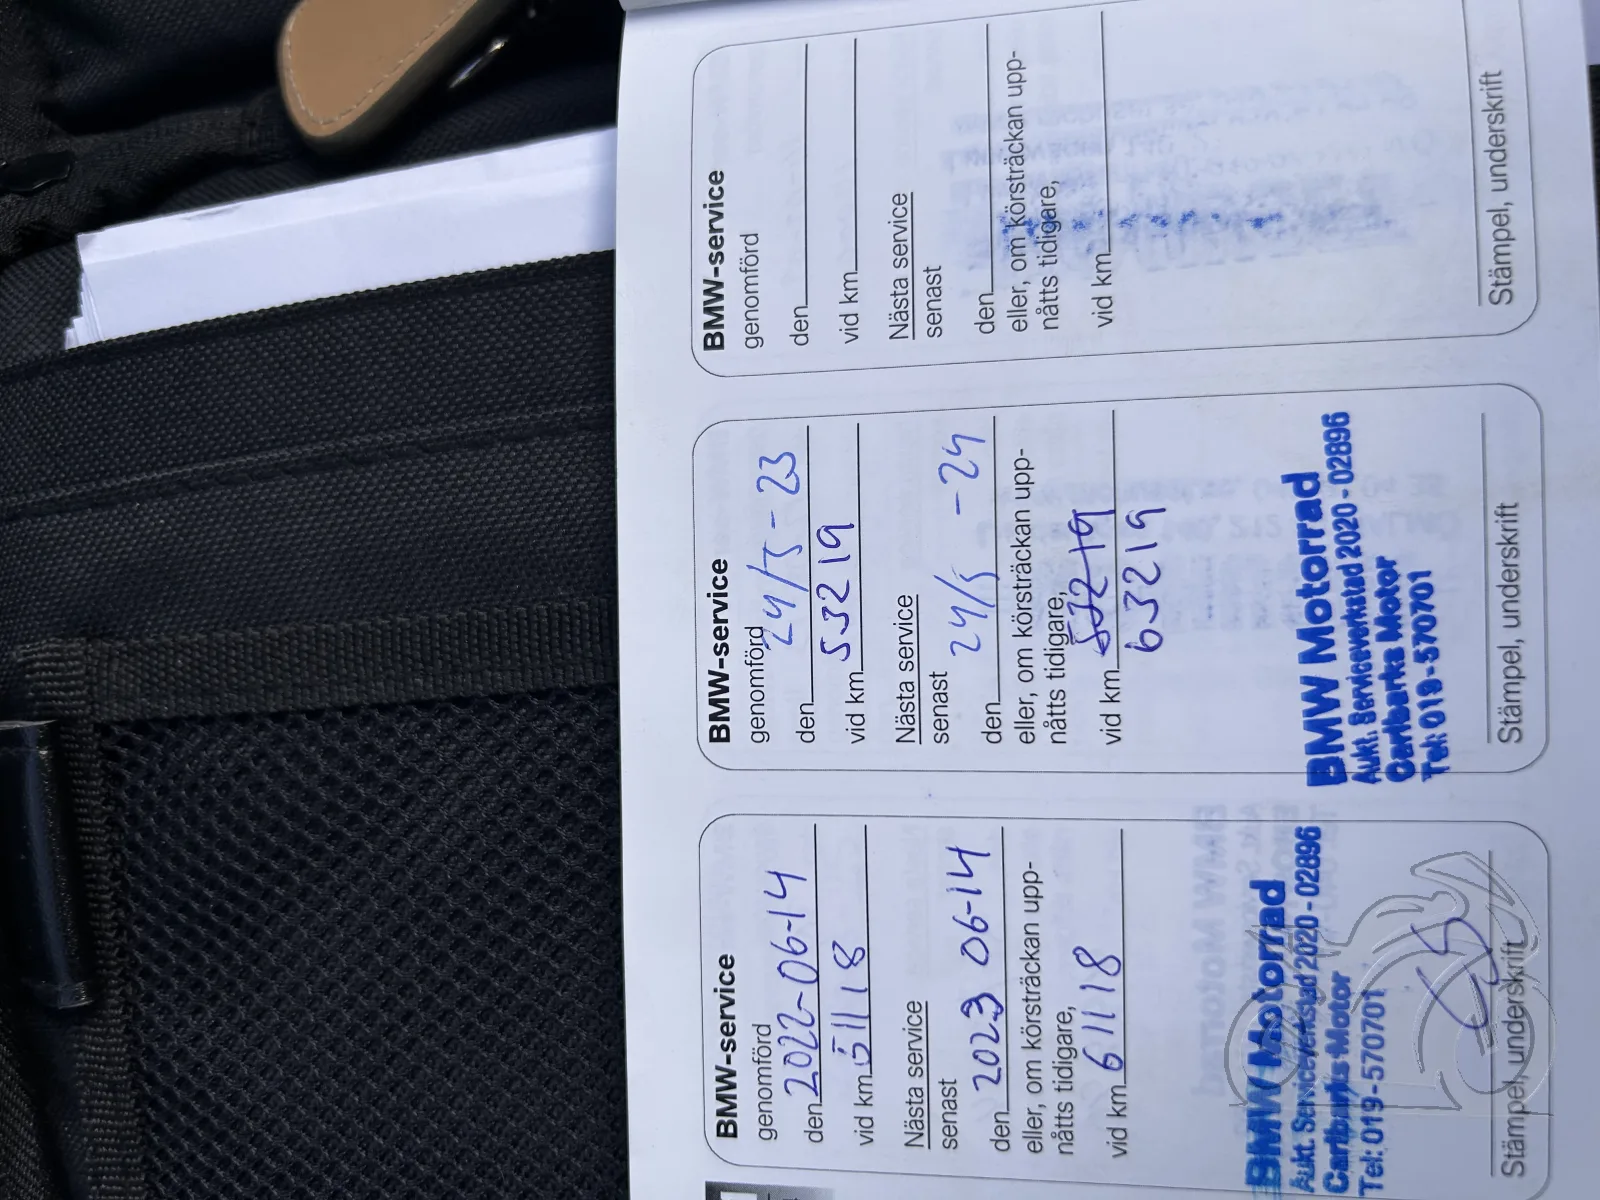 BMW-service
genomförd
den 2022-06-14
vid km 51118
Nästa service
senast
den 2023 06-14
eller, om körsträckan upp-
nåtts tidigare,
vid km 61118
BMW Motorrad
Aukt. Serviceverkstad 2020 - 02896
Carlbarks Motor
Tel: 019-570701
Stämpel, underskrift
BMW-service
genomförd
den 24/5-23
vid km 53219
Nästa service
senast
den 24/5 -24
eller, om körsträckan upp-
nåtts tidigare,
vid km 53219
63219
BMW Motorrad
Aukt. Serviceverkstad 2020 - 02896
Carlbarks Motor
Tel: 019-570701
Stämpel, underskrift
BMW-service
genomförd
den
vid km
Nästa service
senast
den
eller, om körsträckan upp-
nåtts tidigare,
vid km
Stämpel, underskrift